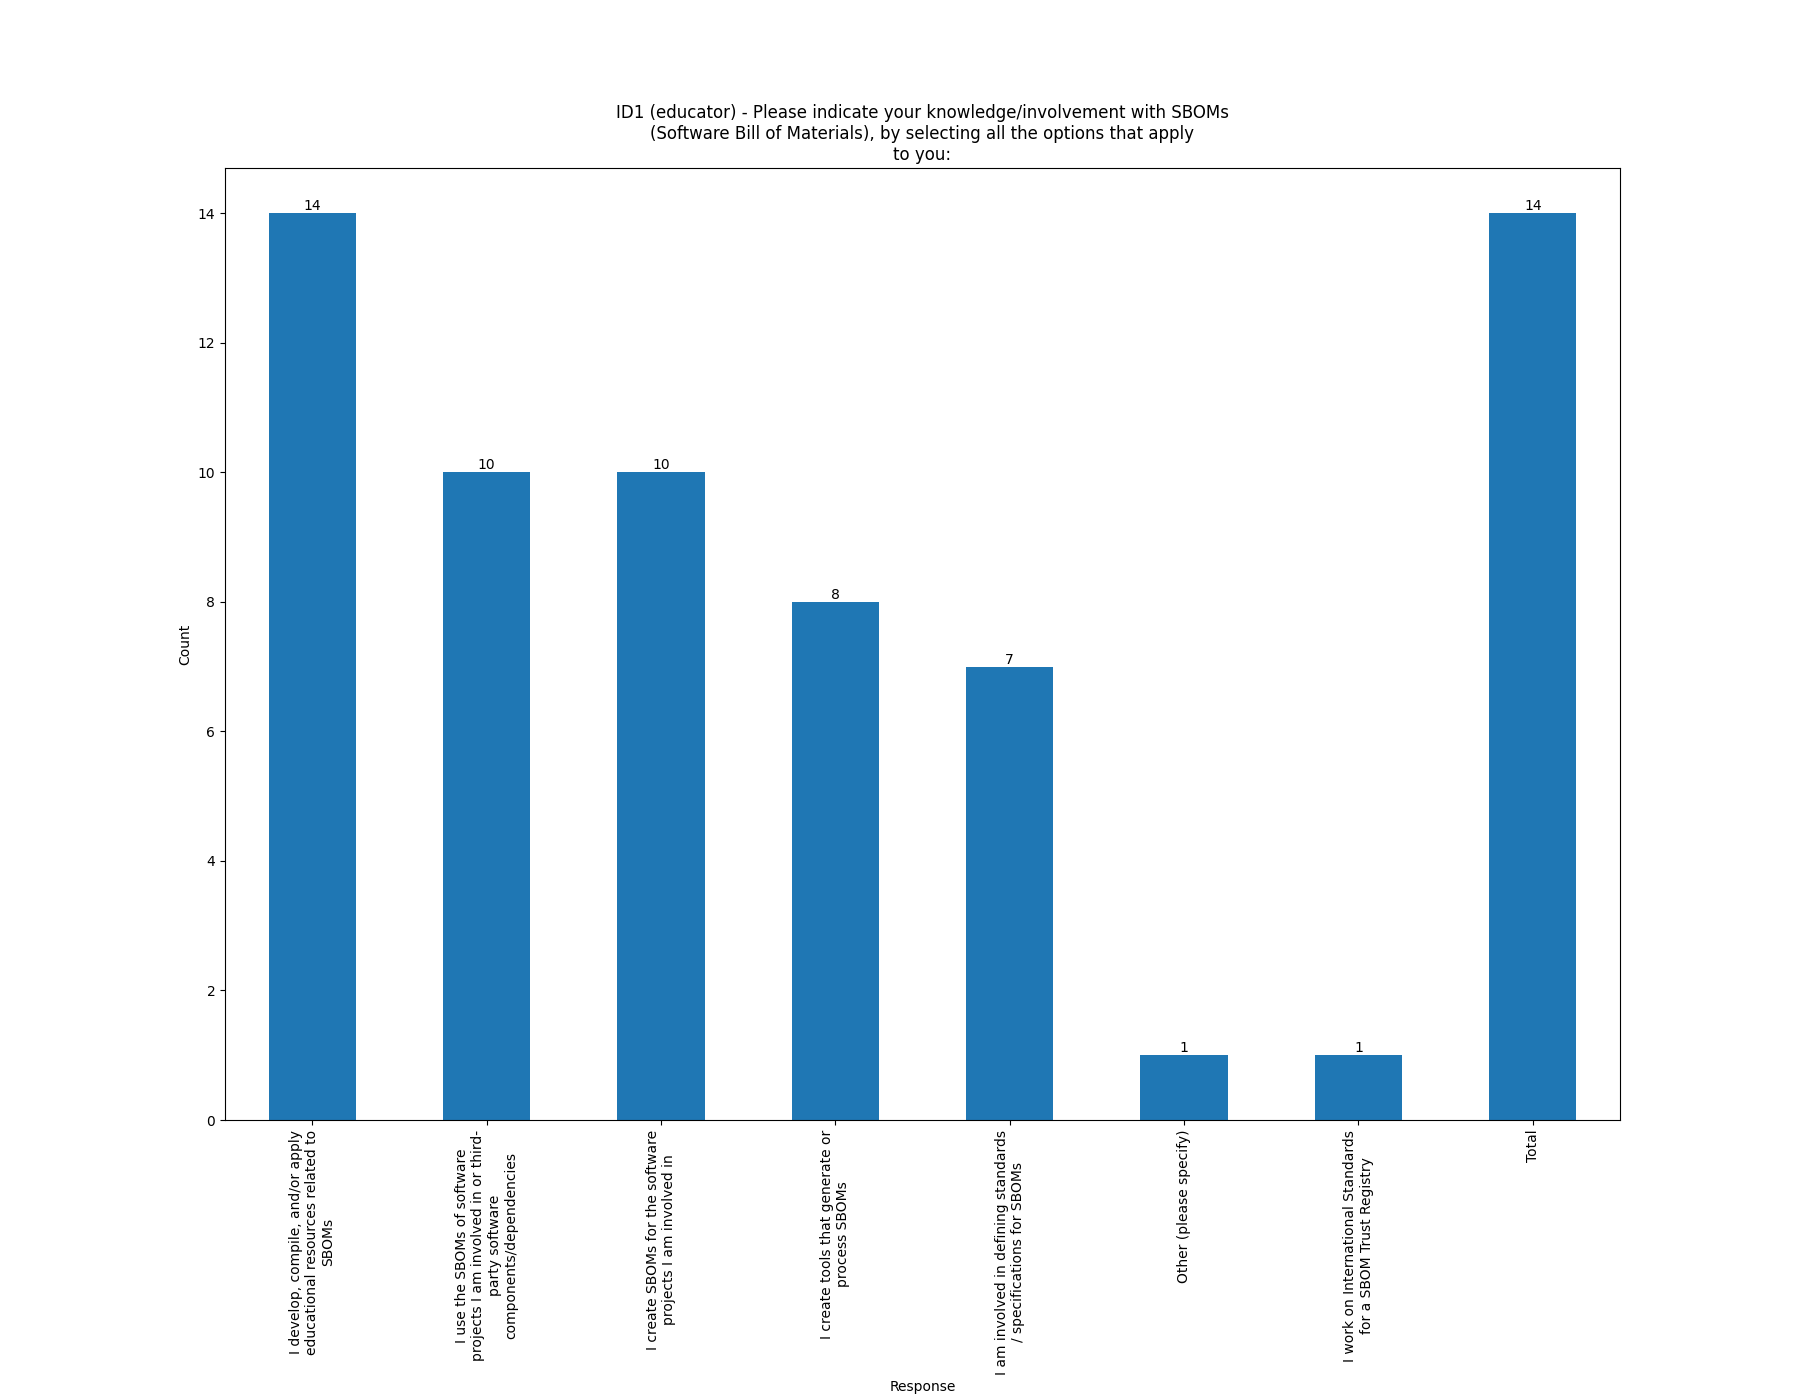 ID1 (educator) - Please indicate your knowledge/involvement with SBOMs
(Software Bill of Materials), by selecting all the options that apply
to you:
14
12
10
8
6
4
2
0
Count
14
10
10
8
7
1
1
14
I develop, compile, and/or apply
educational resources related to
SBOMs
I use the SBOMs of software
projects I am involved in or third-
party software
components/dependencies
I create SBOMs for the software
projects I am involved in
I create tools that generate or
process SBOMs
I am involved in defining standards
/ specifications for SBOMs
Other (please specify)
I work on International Standards
for a SBOM Trust Registry
Total
Response